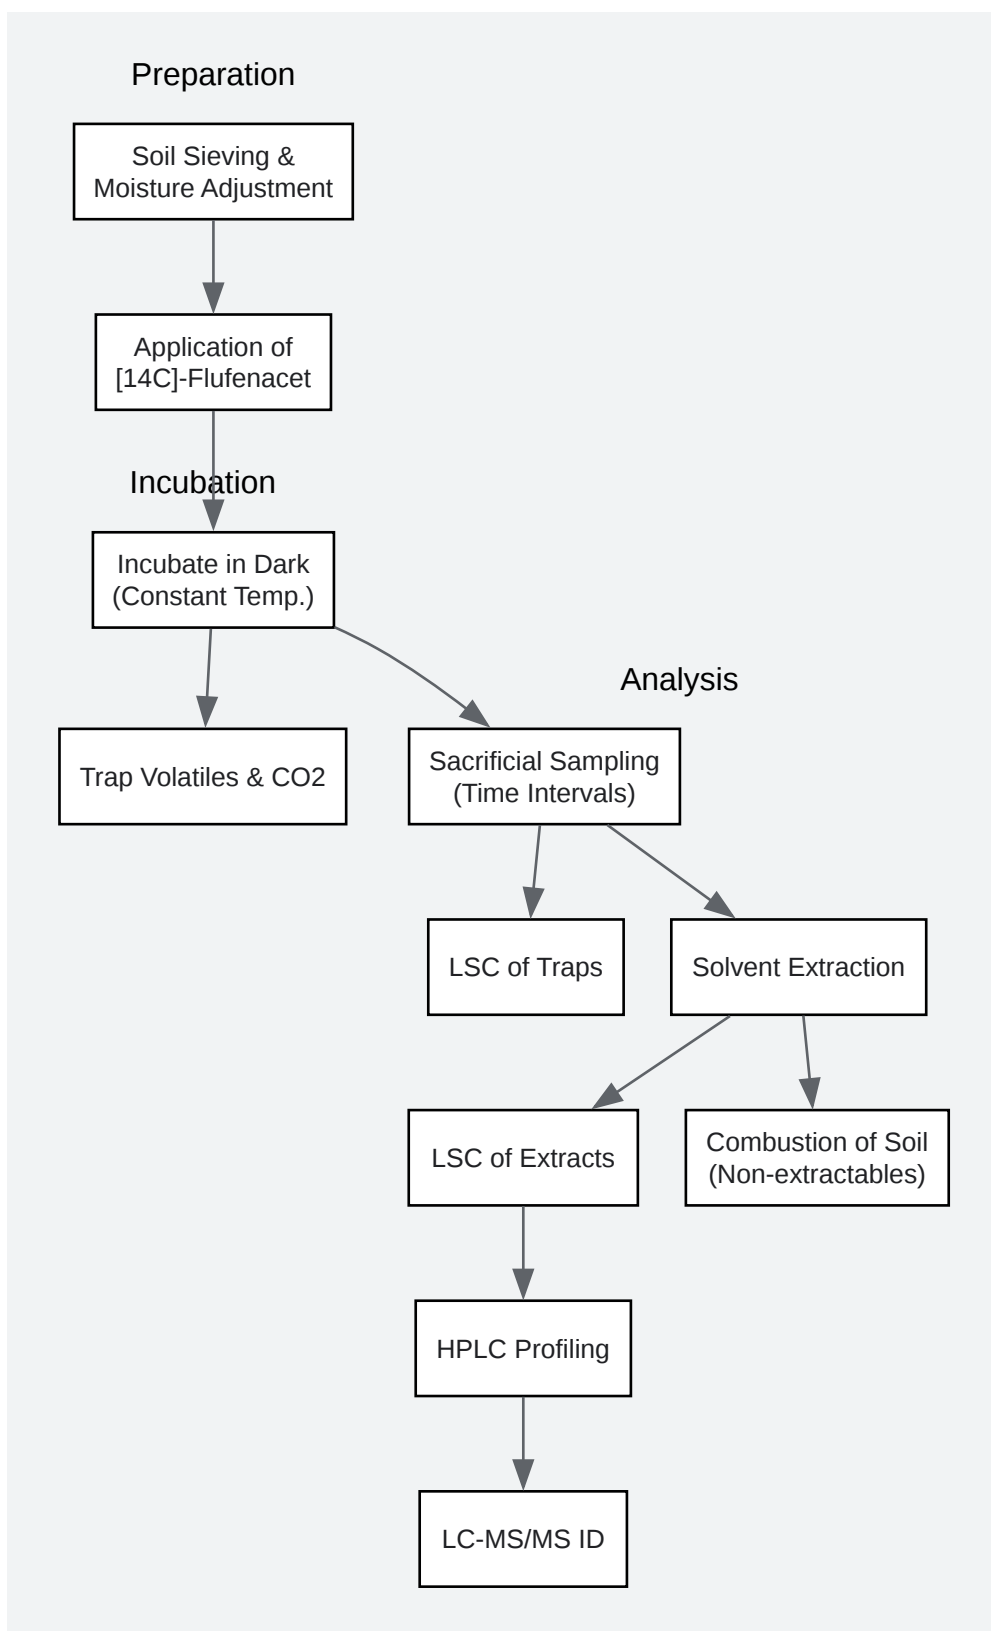 Preparation
Soil Sieving &
Moisture Adjustment
Application of
[14C]-Flufenacet
Incubation
Incubate in Dark
(Constant Temp.)
Analysis
Trap Volatiles & CO2
Sacrificial Sampling
(Time Intervals)
LSC of Traps
Solvent Extraction
LSC of Extracts
Combustion of Soil
(Non-extractables)
HPLC Profiling
LC-MS/MS ID